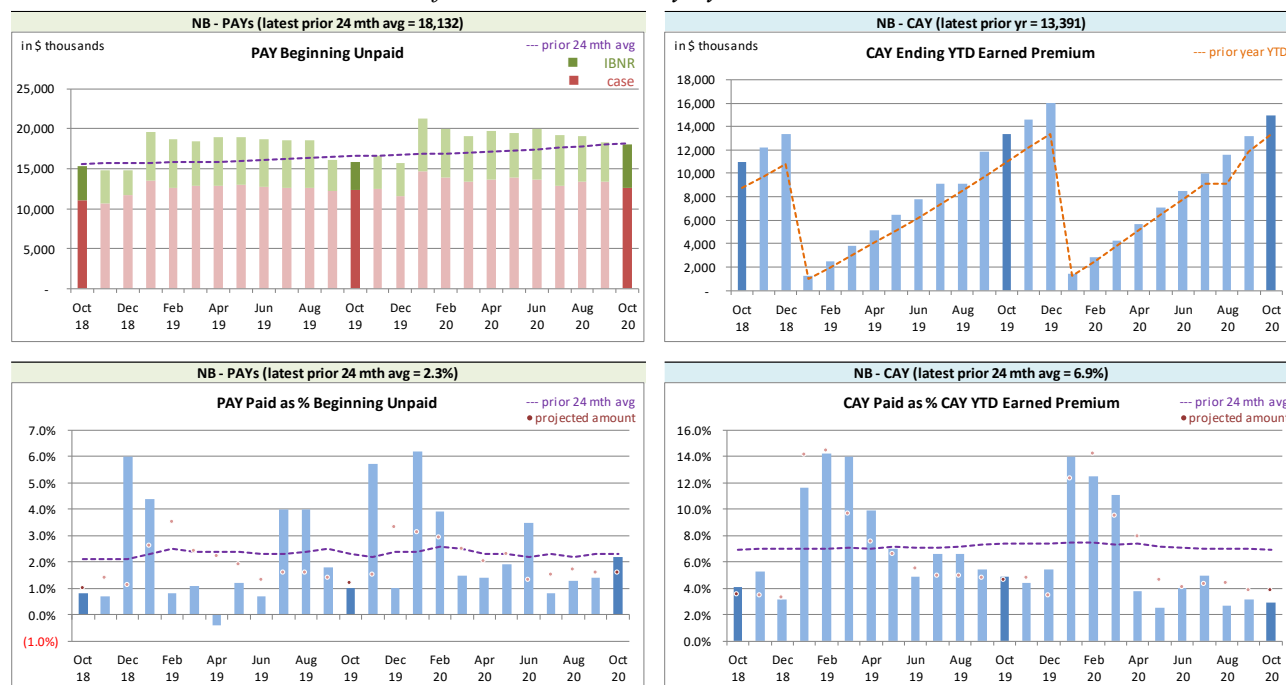 NB - PAYs (latest prior 24 mth avg = 18,132)
in $ thousands
PAY Beginning Unpaid
--- prior 24 mth avg
IBNR
case
25,000
20,000
15,000
10,000
5,000
-
Oct Dec Feb Apr Jun Aug Oct Dec Feb Apr Jun Aug Oct
18 18 19 19 19 19 19 19 20 20 20 20 20
NB - CAY (latest prior yr = 13,391)
in $ thousands
CAY Ending YTD Earned Premium
--- prior year YTD
18,000
16,000
14,000
12,000
10,000
8,000
6,000
4,000
2,000
-
Oct Dec Feb Apr Jun Aug Oct Dec Feb Apr Jun Aug Oct
18 18 19 19 19 19 19 19 20 20 20 20 20
NB - PAYs (latest prior 24 mth avg = 2.3%)
PAY Paid as % Beginning Unpaid
--- prior 24 mth avg
projected amount
7.0%
6.0%
5.0%
4.0%
3.0%
2.0%
1.0%
0.0%
(1.0%)
Oct Dec Feb Apr Jun Aug Oct Dec Feb Apr Jun Aug Oct
18 18 19 19 19 19 19 19 20 20 20 20 20
NB - CAY (latest prior 24 mth avg = 6.9%)
CAY Paid as % CAY YTD Earned Premium
--- prior 24 mth avg
projected amount
16.0%
14.0%
12.0%
10.0%
8.0%
6.0%
4.0%
2.0%
0.0%
Oct Dec Feb Apr Jun Aug Oct Dec Feb Apr Jun Aug Oct
18 18 19 19 19 19 19 19 20 20 20 20 20